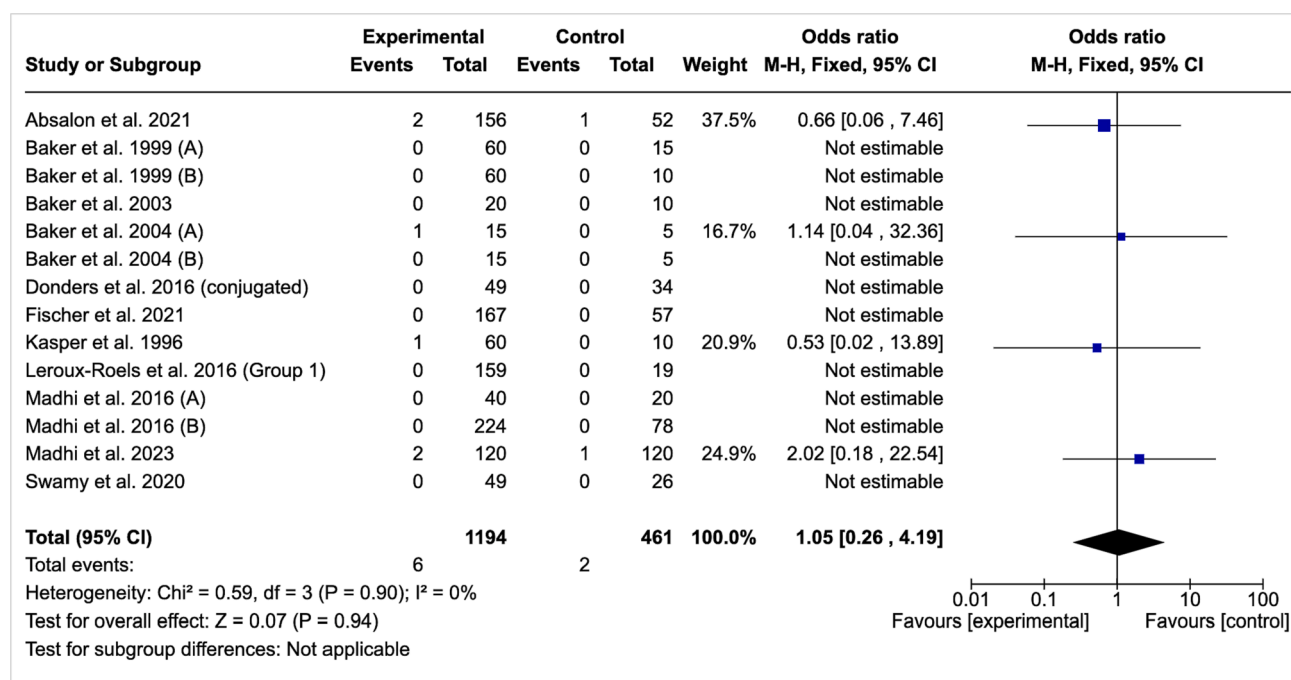 Experimental Control Odds ratio Odds ratio
Study or Subgroup Events Total Events Total Weight M-H, Fixed, 95% CI M-H, Fixed, 95% CI
Absalon et al. 2021 2 156 1 52 37.5% 0.66 [0.06 , 7.46]
Baker et al. 1999 (A) 0 60 0 15 Not estimable
Baker et al. 1999 (B) 0 60 0 10 Not estimable
Baker et al. 2003 0 20 0 10 Not estimable
Baker et al. 2004 (A) 1 15 0 5 16.7% 1.14 [0.04 , 32.36]
Baker et al. 2004 (B) 0 15 0 5 Not estimable
Donders et al. 2016 (conjugated) 0 49 0 34 Not estimable
Fischer et al. 2021 0 167 0 57 Not estimable
Kasper et al. 1996 1 60 0 10 20.9% 0.53 [0.02 , 13.89]
Leroux-Roels et al. 2016 (Group 1) 0 159 0 19 Not estimable
Madhi et al. 2016 (A) 0 40 0 20 Not estimable
Madhi et al. 2016 (B) 0 224 0 78 Not estimable
Madhi et al. 2023 2 120 1 120 24.9% 2.02 [0.18 , 22.54]
Swamy et al. 2020 0 49 0 26 Not estimable
Total (95% CI) 1194 461 100.0% 1.05 [0.26 , 4.19]
Total events: 6 2
Heterogeneity: Chi² = 0.59, df = 3 (P = 0.90); I² = 0%
Test for overall effect: Z = 0.07 (P = 0.94)
Test for subgroup differences: Not applicable
0.01 0.1 1 10 100
Favours [experimental] Favours [control]